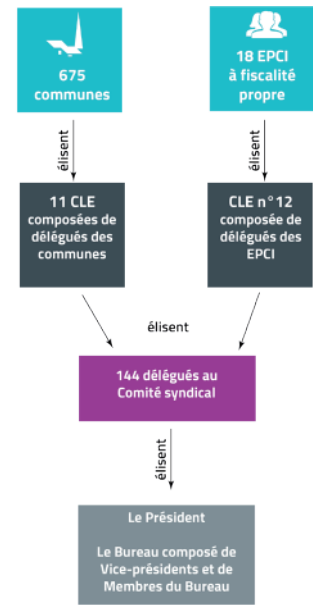 675
communes
18 EPCI
à fiscalité
propre
élisent
élisent
11 CLE
composées de
délégués des
communes
CLE n°12
composée de
délégués des
EPCI
élisent
144 délégués au
Comité syndical
élisent
Le Président
Le Bureau composé de
Vice-présidents et de
Membres du Bureau